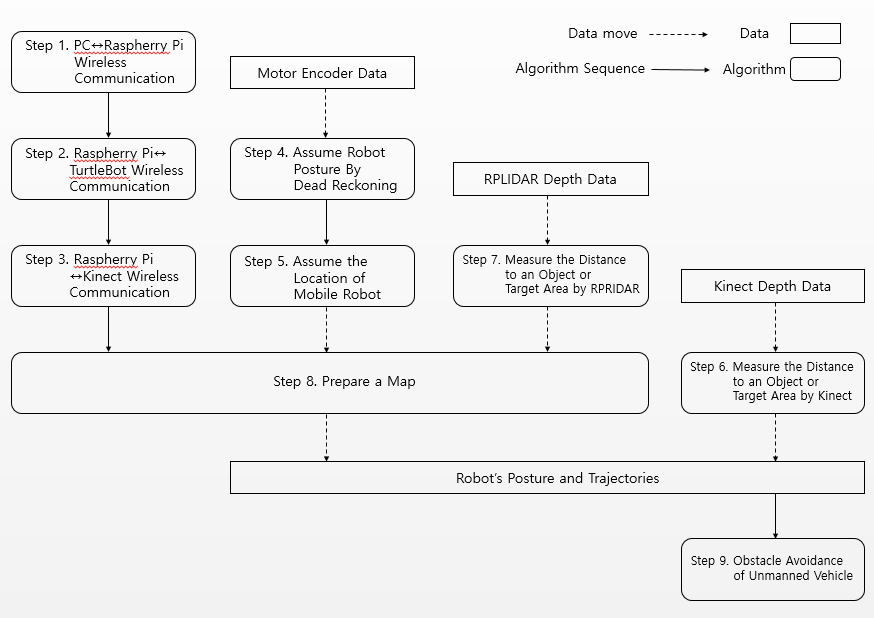 Data move
Data
Algorithm Sequence
Algorithm
Step 1. PC↔Raspherry Pi
Wireless
Communication
Motor Encoder Data
Step 2. Raspherry Pi↔
TurtleBot Wireless
Communication
Step 4. Assume Robot
Posture By
Dead Reckoning
RPLIDAR Depth Data
Step 3. Raspherry Pi
↔Kinect Wireless
Communication
Step 5. Assume the
Location of
Mobile Robot
Step 7. Measure the Distance
to an Object or
Target Area by RPRIDAR
Kinect Depth Data
Step 8. Prepare a Map
Step 6. Measure the Distance
to an Object or
Target Area by Kinect
Robot's Posture and Trajectories
Step 9. Obstacle Avoidance
of Unmanned Vehicle